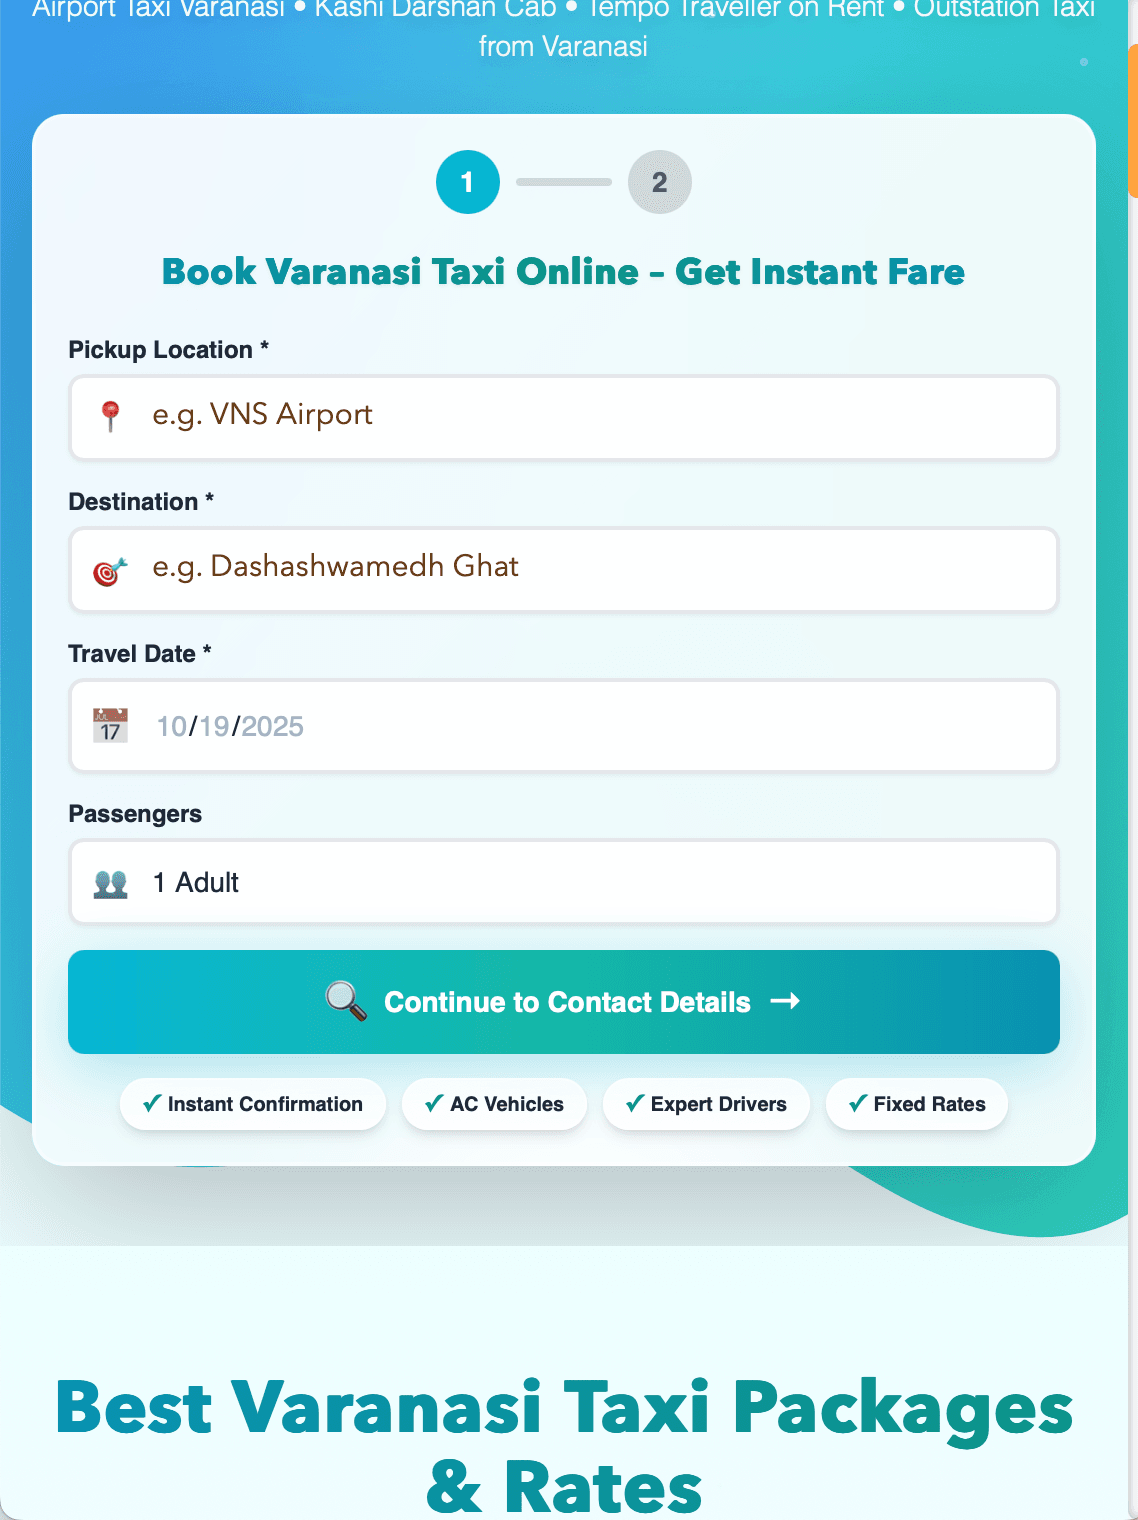 Airport Taxi Varanasi • Kashi Darshan Cab • Tempo Traveller on Rent • Outstation Taxi
from Varanasi
1
2
Book Varanasi Taxi Online – Get Instant Fare
Pickup Location *
e.g. VNS Airport
Destination *
e.g. Dashashwamedh Ghat
Travel Date *
JUL
17
10/19/2025
Passengers
1 Adult
Continue to Contact Details →
✓ Instant Confirmation
✓ AC Vehicles
✓ Expert Drivers
✓ Fixed Rates
Best Varanasi Taxi Packages
& Rates